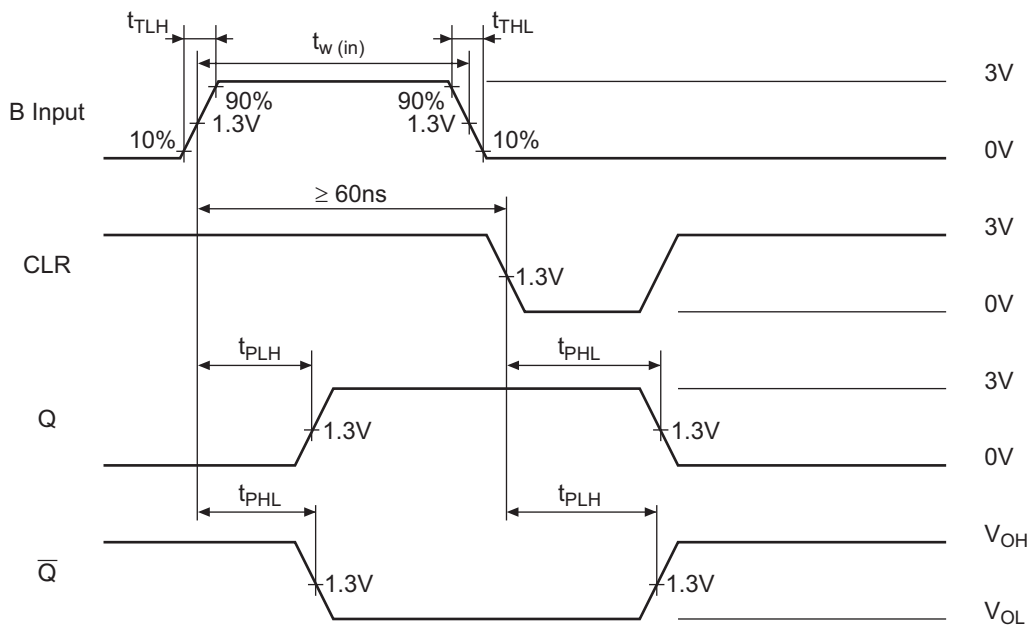 tTLH
tTHL
tw (in)
3V
B Input
90%
90%
1.3V
1.3V
10%
10%
0V
≥ 60ns
3V
CLR
1.3V
0V
tPLH
tPHL
3V
Q
1.3V
1.3V
0V
tPHL
tPLH
VOH
Q̅
1.3V
1.3V
VOL